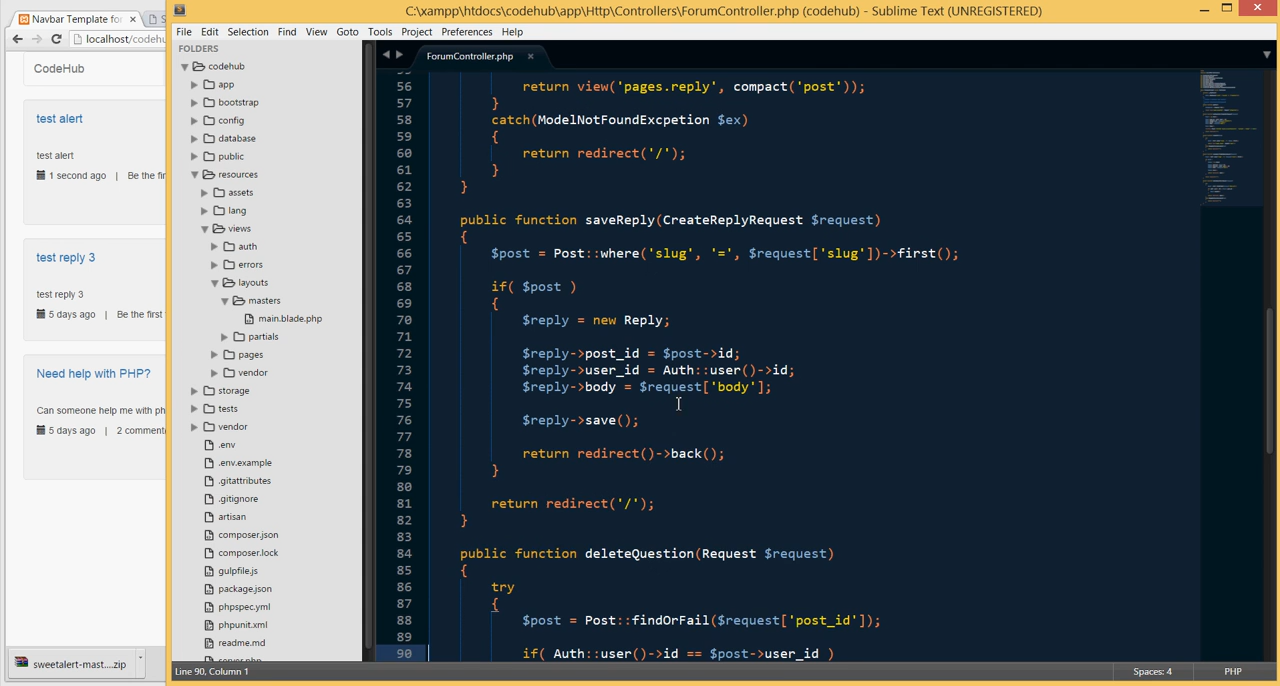 Navbar Template for
localhost/codehu
CodeHub
test alert
test alert
1 second ago | Be the fir
test reply 3
test reply 3
5 days ago | Be the first
Need help with PHP?
Can someone help me with ph
5 days ago | 2 comment
sweetalert-mast....zip
C:\xampp\htdocs\codehub\app\Http\Controllers\ForumController.php (codehub) - Sublime Text (UNREGISTERED)
File Edit Selection Find View Goto Tools Project Preferences Help
FOLDERS
codehub
app
bootstrap
config
database
public
resources
assets
lang
views
auth
errors
layouts
masters
main.blade.php
partials
pages
vendor
storage
tests
vendor
.env
.env.example
.gitattributes
.gitignore
artisan
composer.json
composer.lock
gulpfile.js
package.json
phpspec.yml
phpunit.xml
readme.md
server.php
ForumController.php
55
56 return view('pages.reply', compact('post'));
57 }
58 catch(ModelNotFoundExcpetion $ex)
59 {
60 return redirect('/');
61 }
62 }
63
64 public function saveReply(CreateReplyRequest $request)
65 {
66 $post = Post::where('slug', '=', $request['slug'])->first();
67
68 if( $post )
69 {
70 $reply = new Reply;
71
72 $reply->post_id = $post->id;
73 $reply->user_id = Auth::user()->id;
74 $reply->body = $request['body'];
75
76 $reply->save();
77
78 return redirect()->back();
79 }
80
81 return redirect('/');
82 }
83
84 public function deleteQuestion(Request $request)
85 {
86 try
87 {
88 $post = Post::findOrFail($request['post_id']);
89
90 if( Auth::user()->id == $post->user_id )
Line 90, Column 1
Spaces: 4
PHP